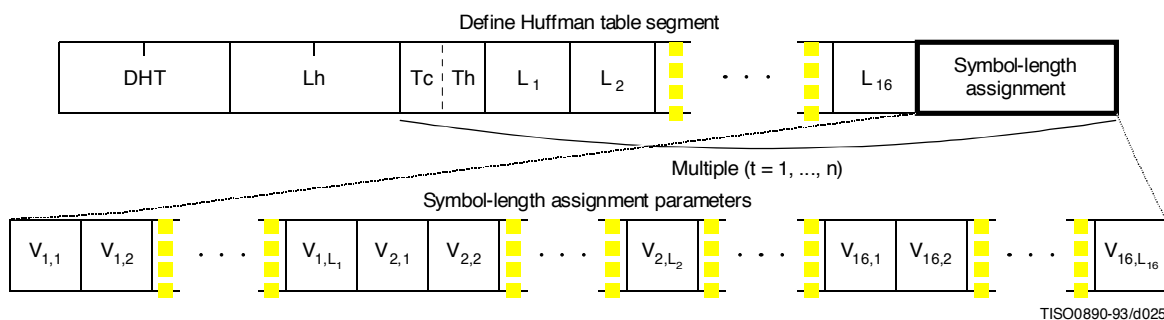 Define Huffman table segment
DHT Lh Tc Th L1 L2 . . . L16 Symbol-length assignment
Multiple (t = 1, ..., n)
Symbol-length assignment parameters
V1,1 V1,2 . . . V1,L1 V2,1 V2,2 . . . V2,L2 . . . V16,1 V16,2 . . . V16,L16
TISO0890-93/d025